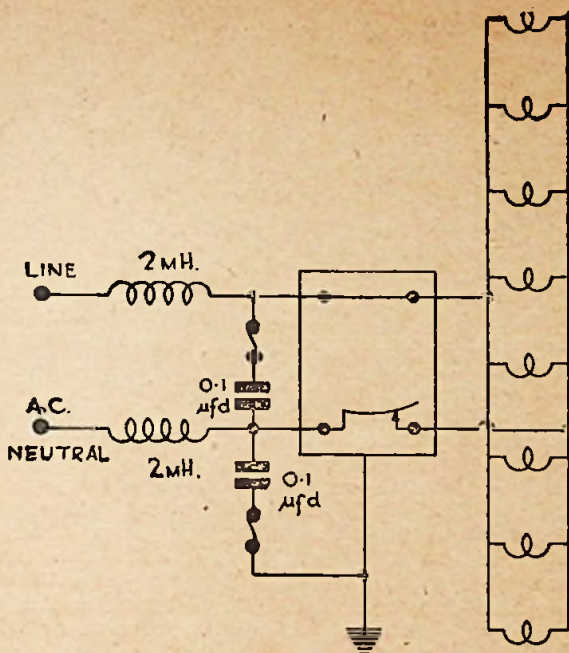 LINE
2MH.
0·1
μfd
A.C.
NEUTRAL
2MH.
0·1
μfd